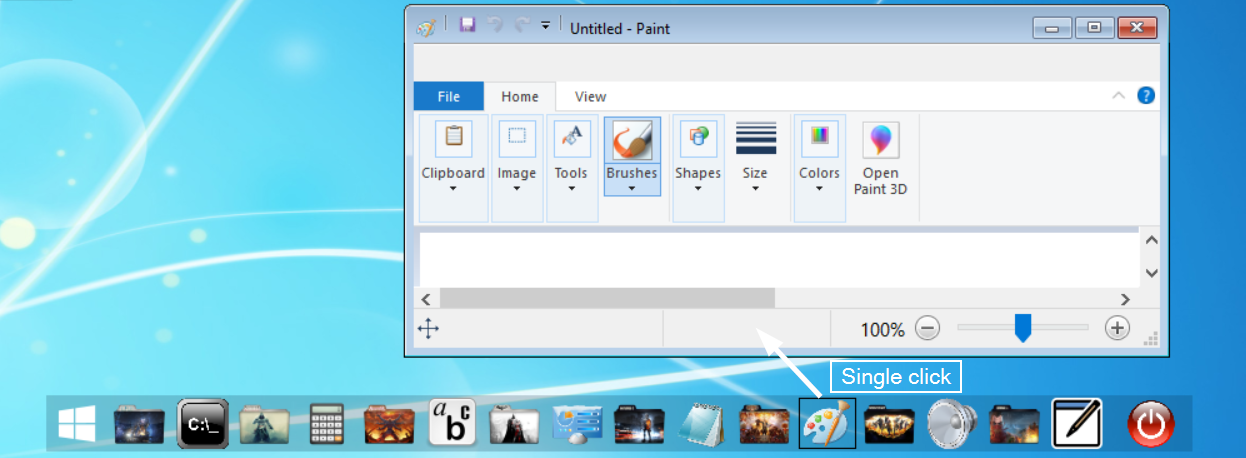 Untitled - Paint
File Home View
Clipboard Image Tools Brushes Shapes Size Colors Open
Paint 3D
100%
Single click
C:\_ a b c